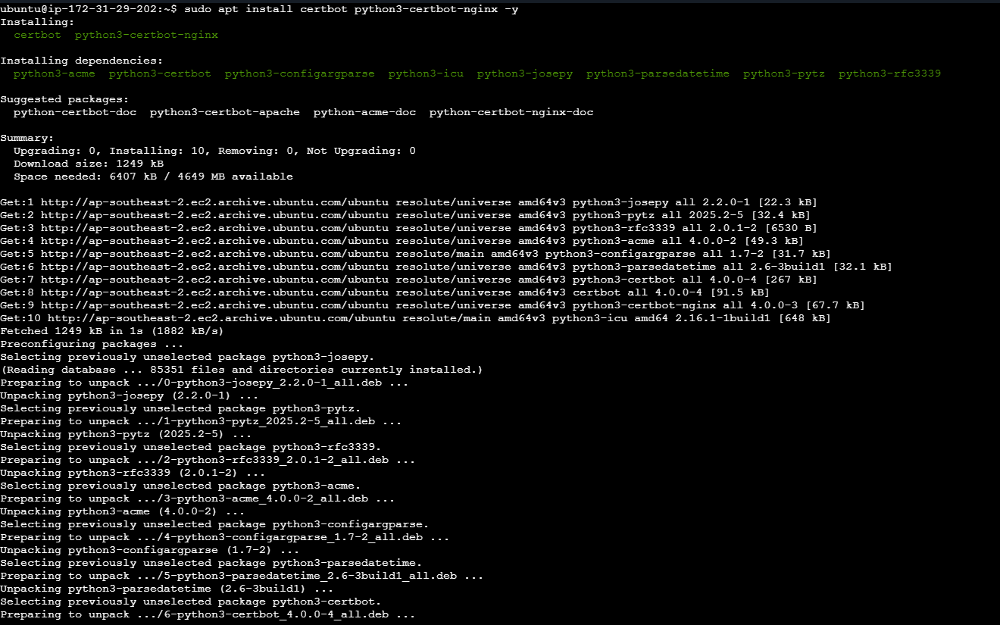 ubuntu@ip-172-31-29-202:~$ sudo apt install certbot python3-certbot-nginx -y
Installing:
  certbot  python3-certbot-nginx

Installing dependencies:
  python3-acme  python3-certbot  python3-configargparse  python3-icu  python3-josepy  python3-parsedatetime  python3-pytz  python3-rfc3339

Suggested packages:
  python-certbot-doc  python3-certbot-apache  python-acme-doc  python-certbot-nginx-doc

Summary:
  Upgrading: 0, Installing: 10, Removing: 0, Not Upgrading: 0
  Download size: 1249 kB
  Space needed: 6407 kB / 4649 MB available

Get:1 http://ap-southeast-2.ec2.archive.ubuntu.com/ubuntu resolute/universe amd64v3 python3-josepy all 2.2.0-1 [22.3 kB]
Get:2 http://ap-southeast-2.ec2.archive.ubuntu.com/ubuntu resolute/universe amd64v3 python3-pytz all 2025.2-5 [32.4 kB]
Get:3 http://ap-southeast-2.ec2.archive.ubuntu.com/ubuntu resolute/universe amd64v3 python3-rfc3339 all 2.0.1-2 [6530 B]
Get:4 http://ap-southeast-2.ec2.archive.ubuntu.com/ubuntu resolute/universe amd64v3 python3-acme all 4.0.0-2 [49.3 kB]
Get:5 http://ap-southeast-2.ec2.archive.ubuntu.com/ubuntu resolute/main amd64v3 python3-configargparse all 1.7-2 [31.7 kB]
Get:6 http://ap-southeast-2.ec2.archive.ubuntu.com/ubuntu resolute/universe amd64v3 python3-parsedatetime all 2.6-3build1 [32.1 kB]
Get:7 http://ap-southeast-2.ec2.archive.ubuntu.com/ubuntu resolute/universe amd64v3 python3-certbot all 4.0.0-4 [267 kB]
Get:8 http://ap-southeast-2.ec2.archive.ubuntu.com/ubuntu resolute/universe amd64v3 certbot all 4.0.0-4 [91.5 kB]
Get:9 http://ap-southeast-2.ec2.archive.ubuntu.com/ubuntu resolute/universe amd64v3 python3-certbot-nginx all 4.0.0-3 [67.7 kB]
Get:10 http://ap-southeast-2.ec2.archive.ubuntu.com/ubuntu resolute/main amd64v3 python3-icu amd64 2.16.1-1build1 [648 kB]
Fetched 1249 kB in 1s (1882 kB/s)
Preconfiguring packages ...
Selecting previously unselected package python3-josepy.
(Reading database ... 85351 files and directories currently installed.)
Preparing to unpack .../0-python3-josepy_2.2.0-1_all.deb ...
Unpacking python3-josepy (2.2.0-1) ...
Selecting previously unselected package python3-pytz.
Preparing to unpack .../1-python3-pytz_2025.2-5_all.deb ...
Unpacking python3-pytz (2025.2-5) ...
Selecting previously unselected package python3-rfc3339.
Preparing to unpack .../2-python3-rfc3339_2.0.1-2_all.deb ...
Unpacking python3-rfc3339 (2.0.1-2) ...
Selecting previously unselected package python3-acme.
Preparing to unpack .../3-python3-acme_4.0.0-2_all.deb ...
Unpacking python3-acme (4.0.0-2) ...
Selecting previously unselected package python3-configargparse.
Preparing to unpack .../4-python3-configargparse_1.7-2_all.deb ...
Unpacking python3-configargparse (1.7-2) ...
Selecting previously unselected package python3-parsedatetime.
Preparing to unpack .../5-python3-parsedatetime_2.6-3build1_all.deb ...
Unpacking python3-parsedatetime (2.6-3build1) ...
Selecting previously unselected package python3-certbot.
Preparing to unpack .../6-python3-certbot_4.0.0-4_all.deb ...